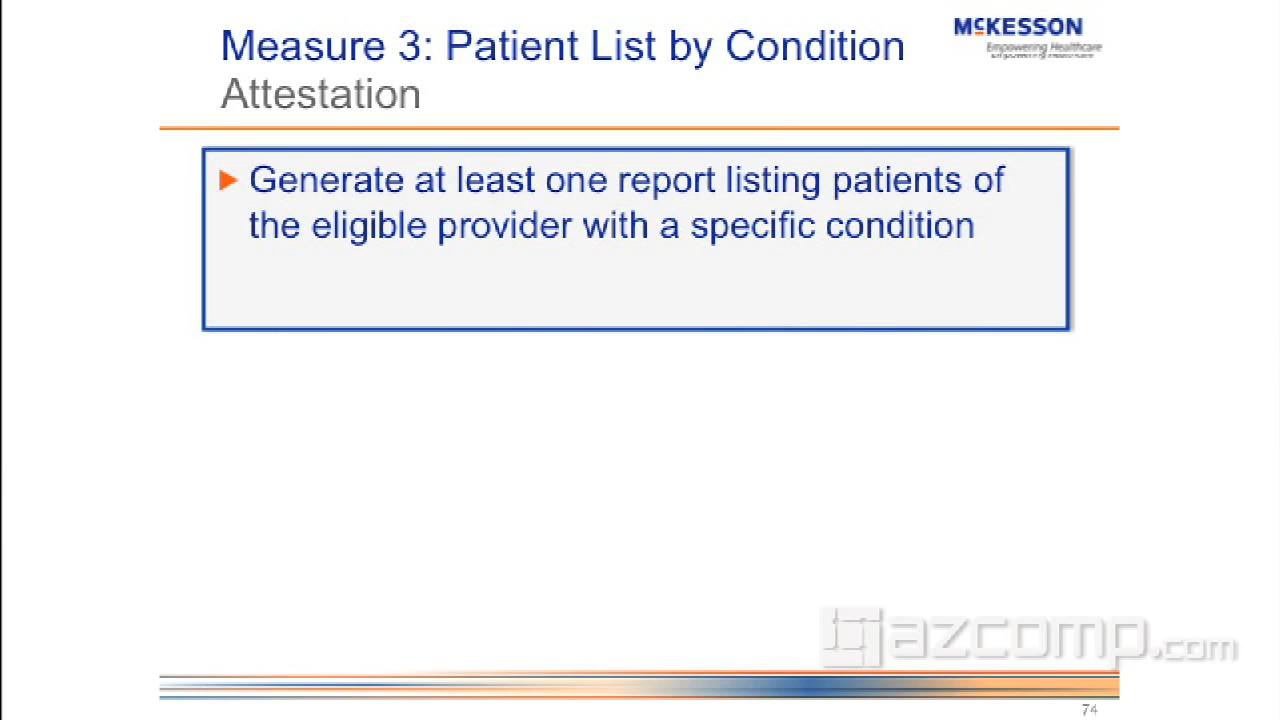 Measure 3: Patient List by Condition
Attestation
MCKESSON
Empowering Healthcare
Generate at least one report listing patients of
the eligible provider with a specific condition
azcomp.com
74